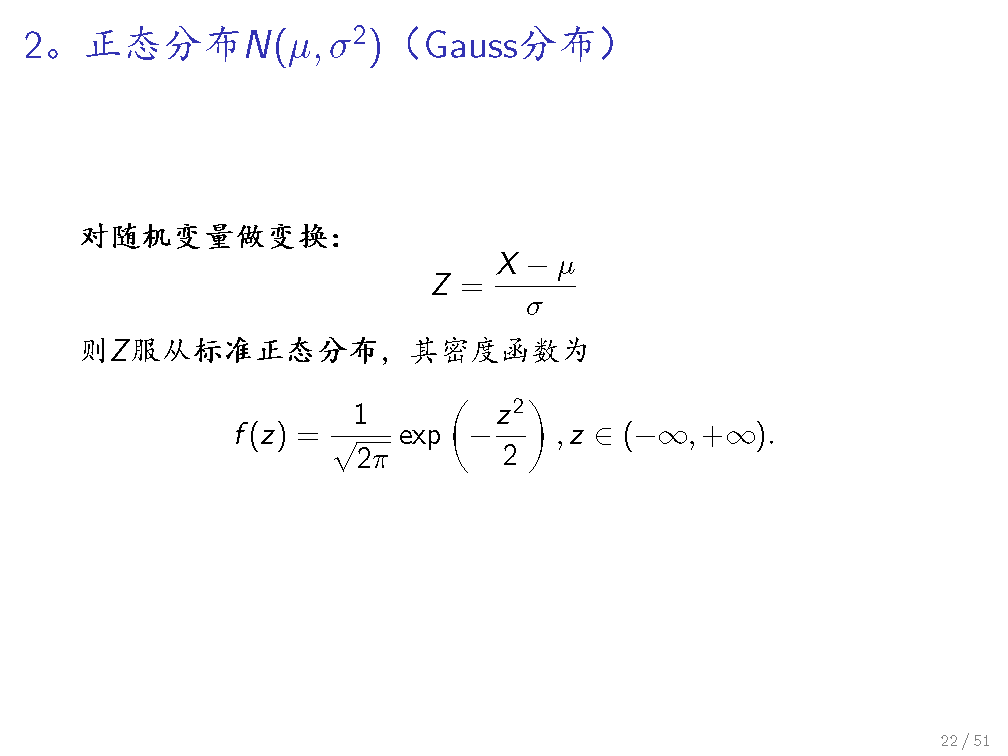 2。正态分布N(μ, σ²)（Gauss分布）
对随机变量做变换：
Z = (X − μ) / σ
则Z服从标准正态分布，其密度函数为
f(z) = 1/√(2π) exp(−z²/2), z ∈ (−∞, +∞).
22 / 51